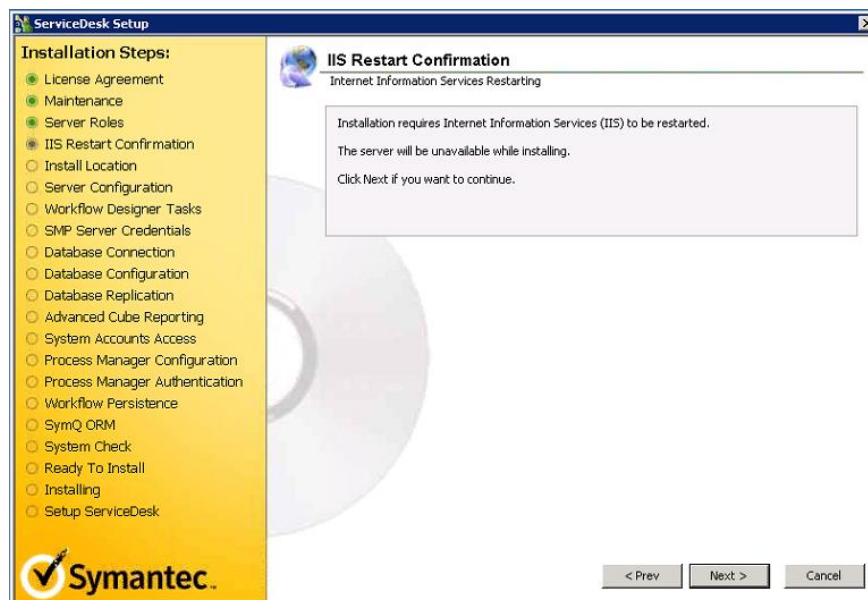 ServiceDesk Setup
Installation Steps:
License Agreement
Maintenance
Server Roles
IIS Restart Confirmation
Install Location
Server Configuration
Workflow Designer Tasks
SMP Server Credentials
Database Connection
Database Configuration
Database Replication
Advanced Cube Reporting
System Accounts Access
Process Manager Configuration
Process Manager Authentication
Workflow Persistence
SymQ ORM
System Check
Ready To Install
Installing
Setup ServiceDesk
Symantec.
IIS Restart Confirmation
Internet Information Services Restarting
Installation requires Internet Information Services (IIS) to be restarted.
The server will be unavailable while installing.
Click Next if you want to continue.
< Prev
Next >
Cancel